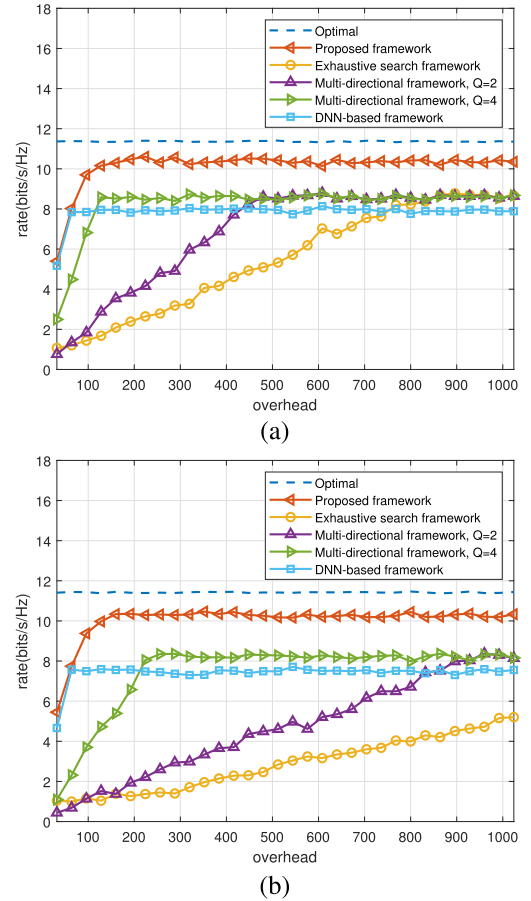 18
16
14
12
10
8
6
4
2
0
rate(bits/s/Hz)
Optimal
Proposed framework
Exhaustive search framework
Multi-directional framework, Q=2
Multi-directional framework, Q=4
DNN-based framework
100 200 300 400 500 600 700 800 900 1000
overhead
(a)
18
16
14
12
10
8
6
4
2
0
rate(bits/s/Hz)
Optimal
Proposed framework
Exhaustive search framework
Multi-directional framework, Q=2
Multi-directional framework, Q=4
DNN-based framework
100 200 300 400 500 600 700 800 900 1000
overhead
(b)